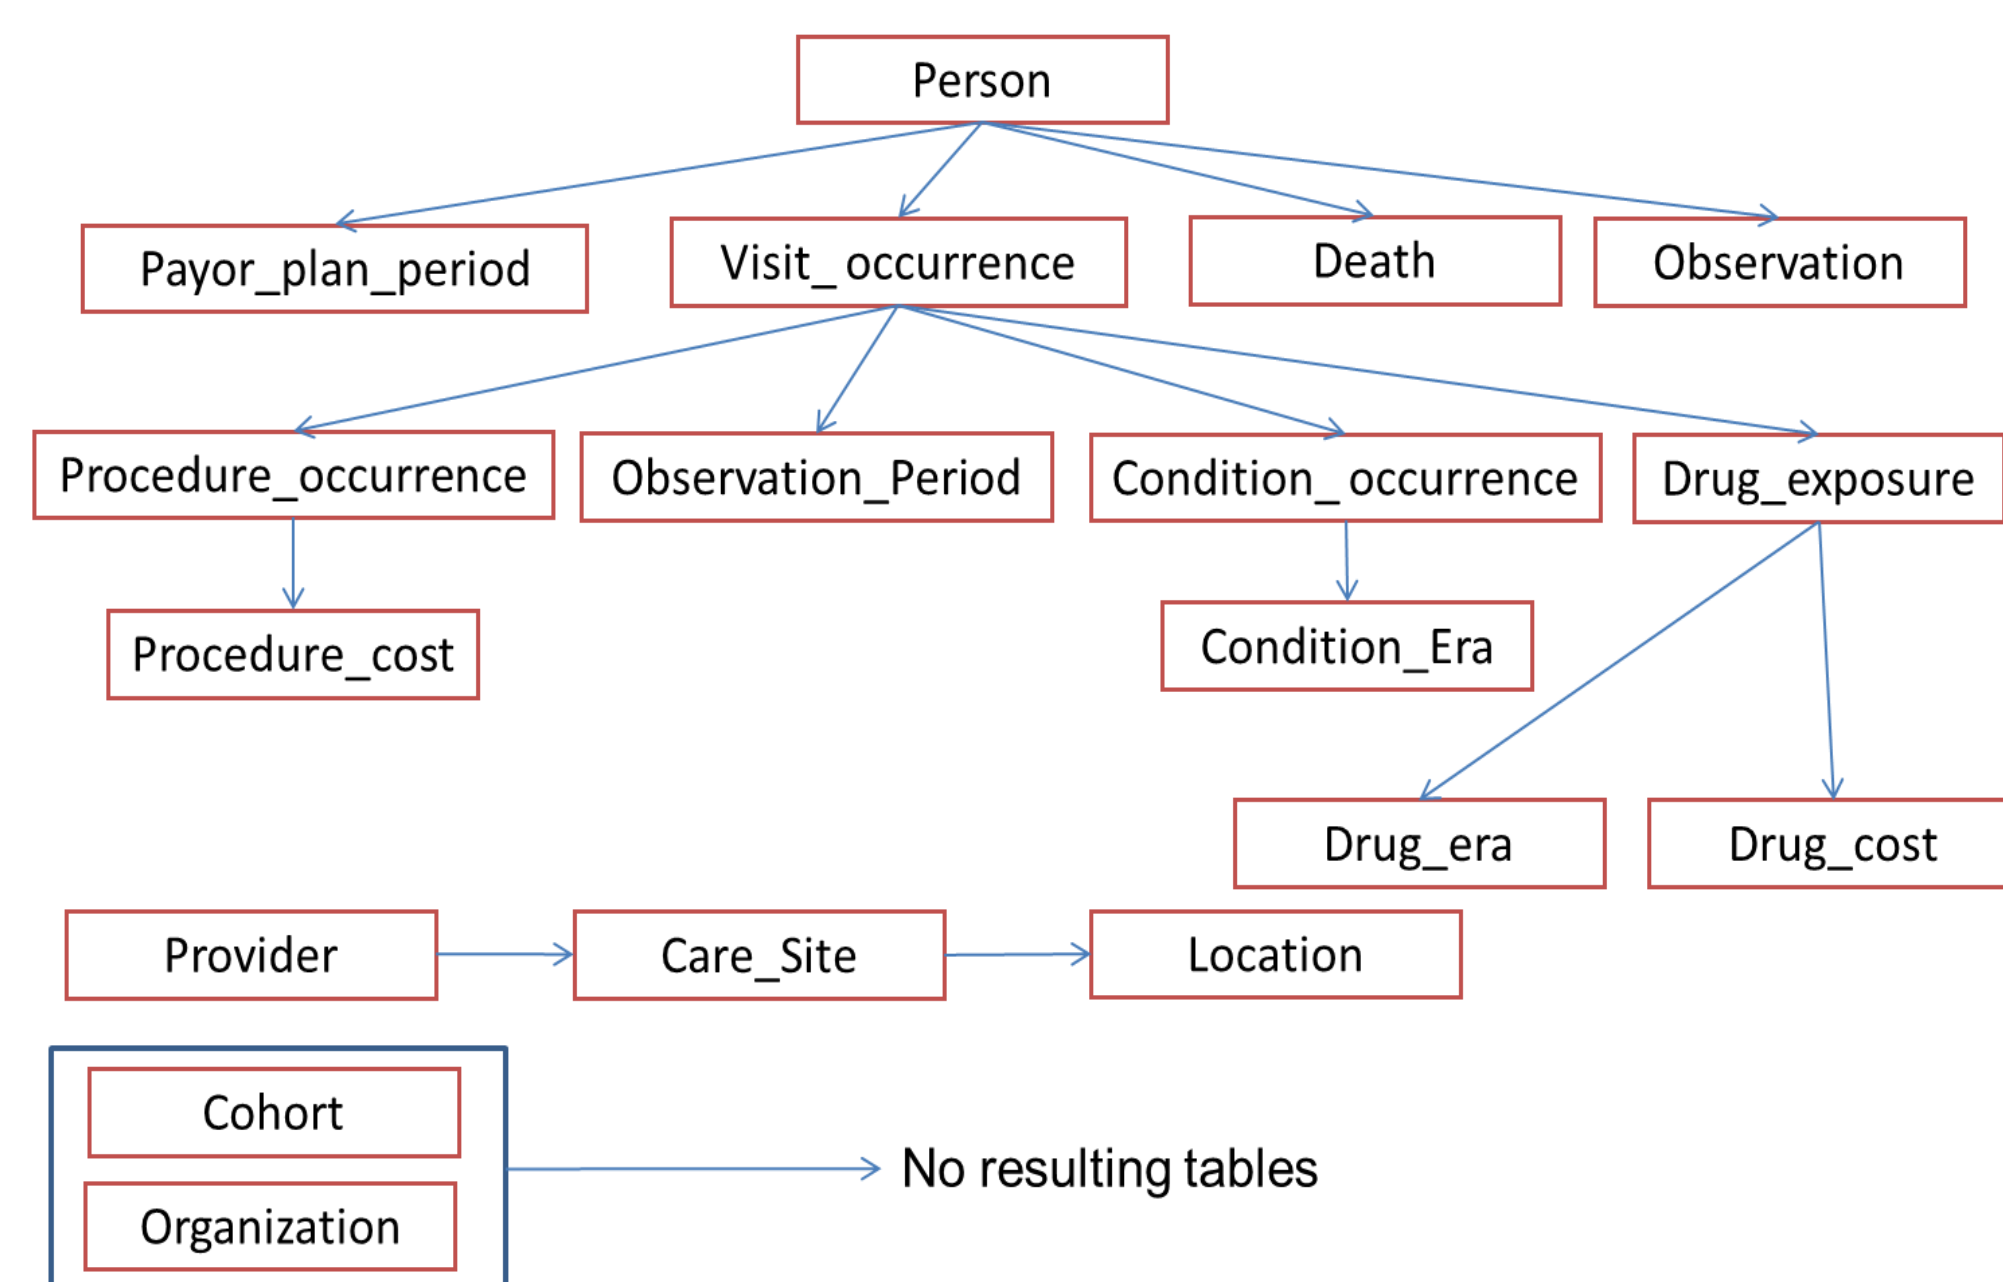 Person
Payor_plan_period
Visit_ occurrence
Death
Observation
Procedure_occurrence
Observation_Period
Condition_ occurrence
Drug_exposure
Procedure_cost
Condition_Era
Drug_era
Drug_cost
Provider
Care_Site
Location
Cohort
No resulting tables
Organization